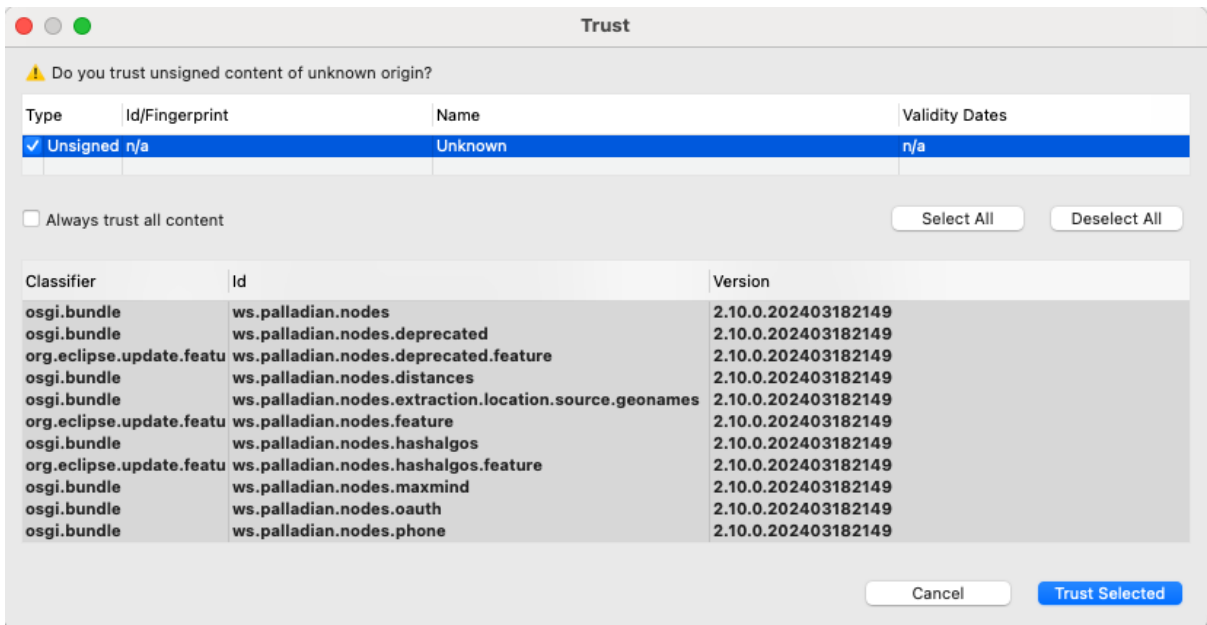 Trust
Do you trust unsigned content of unknown origin?
Type Id/Fingerprint Name Validity Dates
Unsigned n/a Unknown n/a
Always trust all content Select All Deselect All
Classifier Id Version
osgi.bundle ws.palladian.nodes 2.10.0.202403182149
osgi.bundle ws.palladian.nodes.deprecated 2.10.0.202403182149
org.eclipse.update.featu ws.palladian.nodes.deprecated.feature 2.10.0.202403182149
osgi.bundle ws.palladian.nodes.distances 2.10.0.202403182149
osgi.bundle ws.palladian.nodes.extraction.location.source.geonames 2.10.0.202403182149
org.eclipse.update.featu ws.palladian.nodes.feature 2.10.0.202403182149
osgi.bundle ws.palladian.nodes.hashalgos 2.10.0.202403182149
org.eclipse.update.featu ws.palladian.nodes.hashalgos.feature 2.10.0.202403182149
osgi.bundle ws.palladian.nodes.maxmind 2.10.0.202403182149
osgi.bundle ws.palladian.nodes.oauth 2.10.0.202403182149
osgi.bundle ws.palladian.nodes.phone 2.10.0.202403182149
Cancel Trust Selected